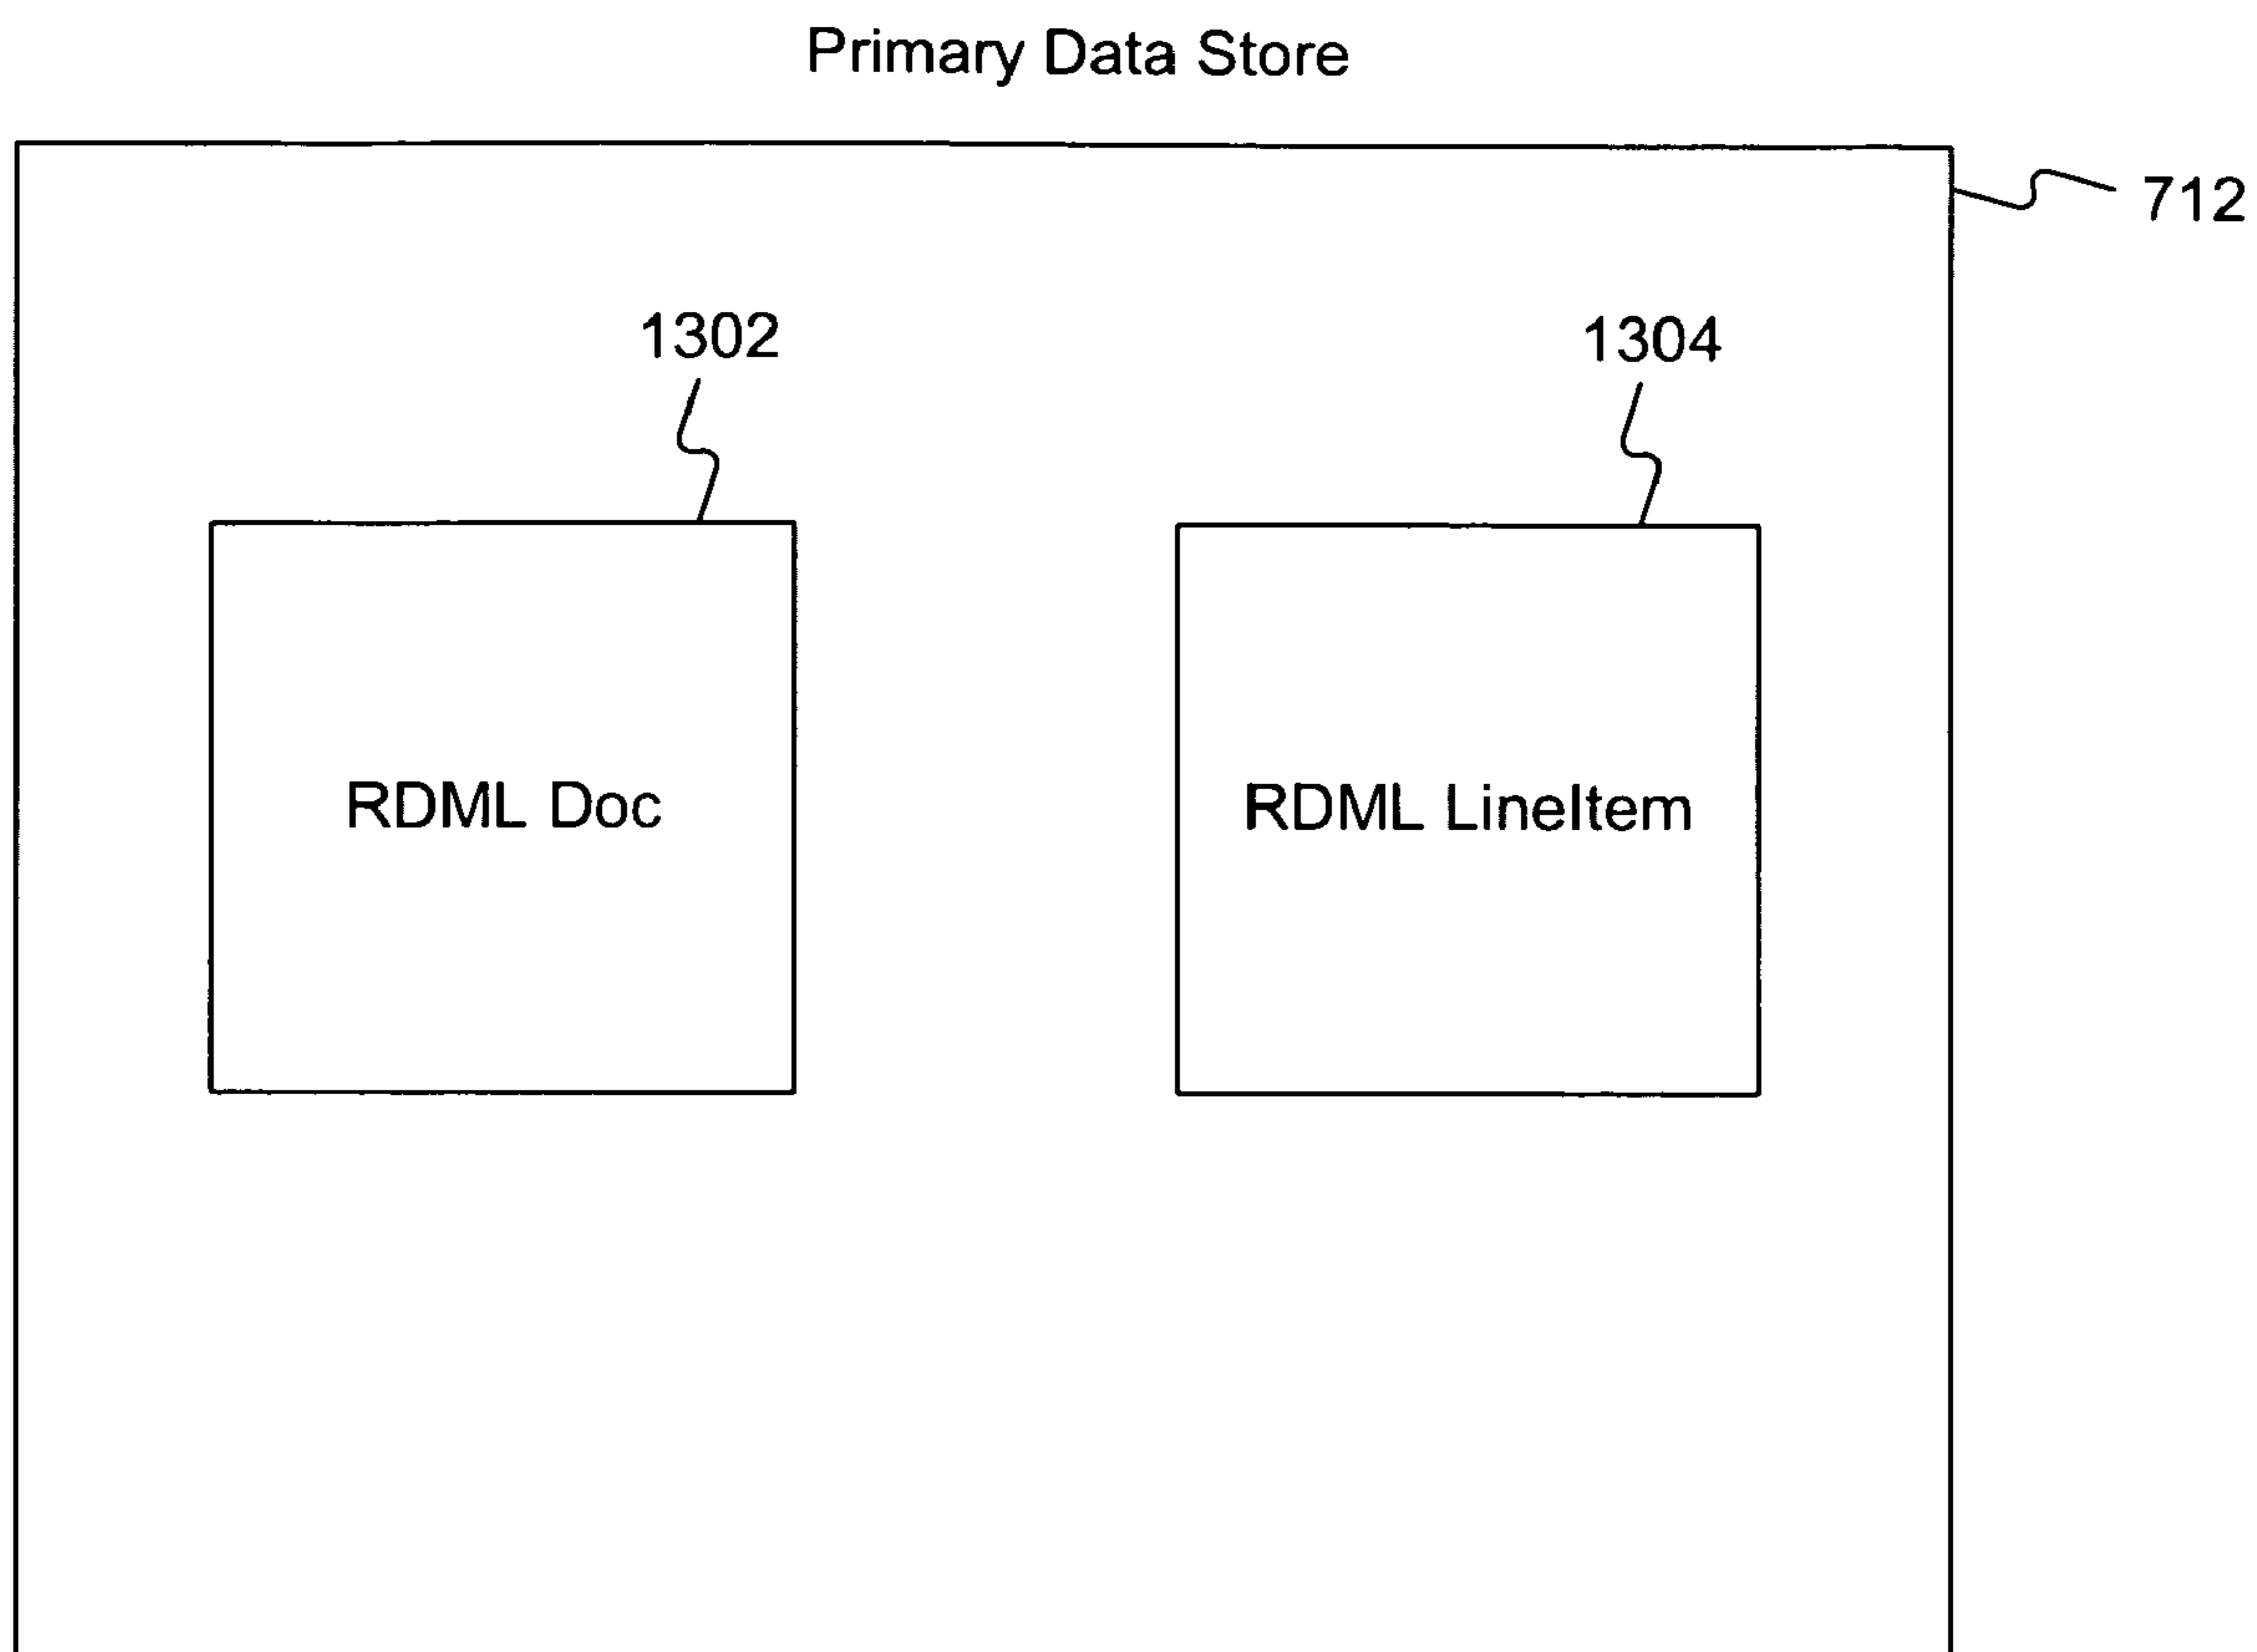 Primary Data Store
712
1302
1304
RDML Doc
RDML LineItem